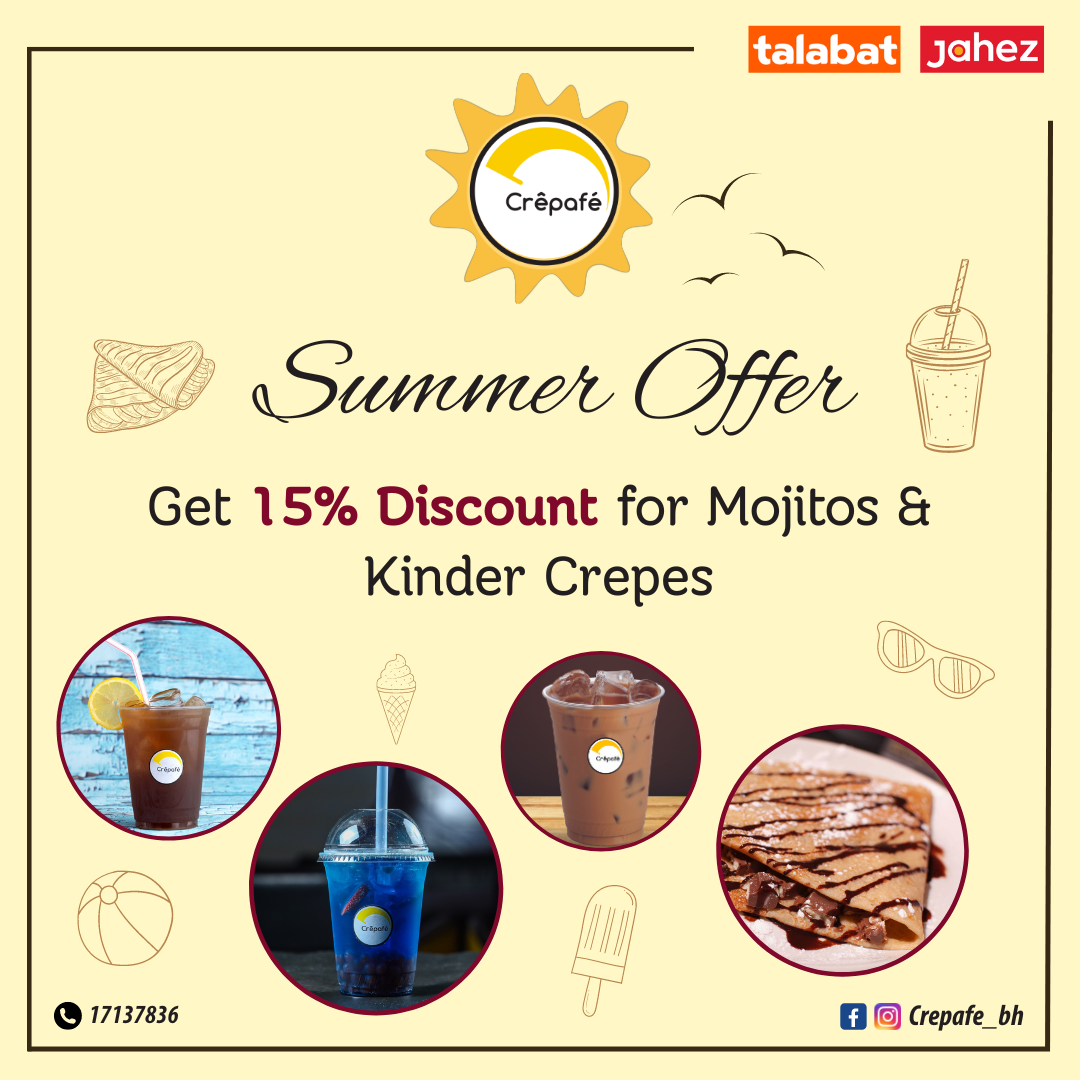 talabat jahez
Crêpafé
Summer Offer
Get 15% Discount for Mojitos &
Kinder Crepes
Crêpafé
Crêpafé
Crêpafé
17137836
Crepafe_bh